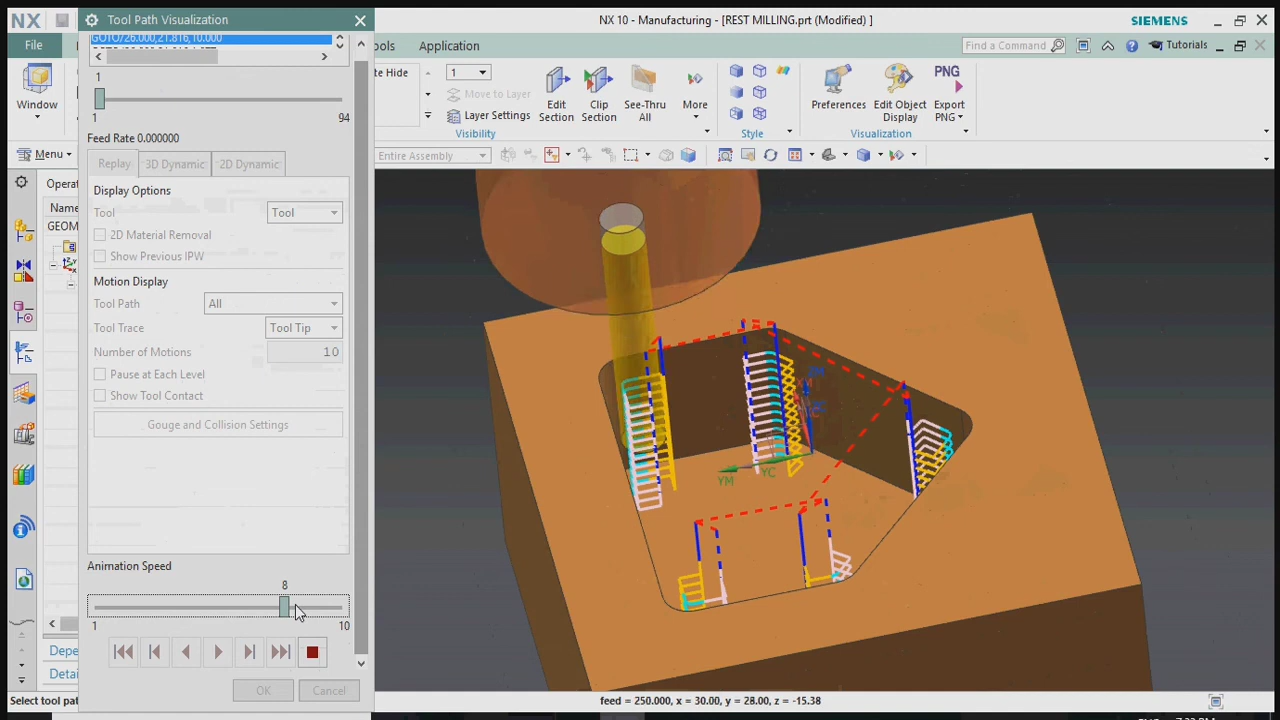 NX
Tool Path Visualization
NX 10 - Manufacturing - [REST MILLING.prt (Modified) ]
SIEMENS
File
ols
Application
Find a Command
Tutorials
GOTO/26.000,21.816,10.000
1
1
94
Feed Rate 0.000000
Replay
3D Dynamic
2D Dynamic
Display Options
Tool
Tool
2D Material Removal
Show Previous IPW
Motion Display
Tool Path
All
Tool Trace
Tool Tip
Number of Motions
10
Pause at Each Level
Show Tool Contact
Gouge and Collision Settings
Animation Speed
8
1
10
OK
Cancel
Window
Menu
Opera
Name
GEOM
Depe
Detai
Select tool pat
te Hide
1
Move to Layer
Layer Settings
Edit
Section
Clip
Section
See-Thru
All
More
Visibility
Style
Preferences
Edit Object
Display
Export
PNG
PNG
Visualization
Entire Assembly
YM
YC
feed = 250.000, x = 30.00, y = 28.00, z = -15.38